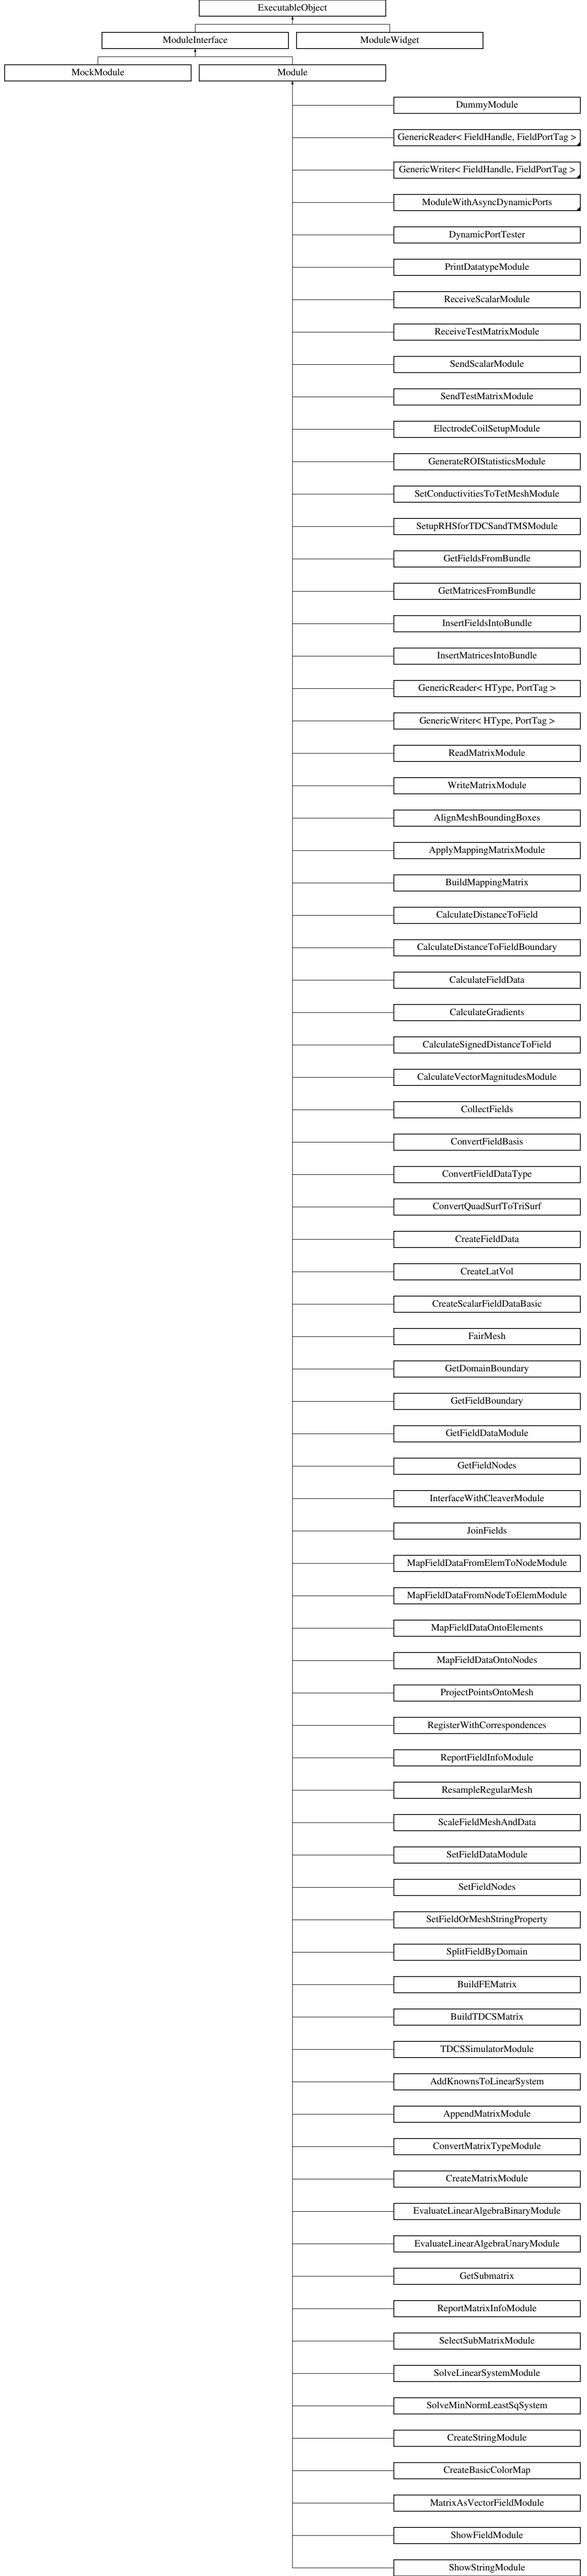 ExecutableObject
ModuleInterface
ModuleWidget
MockModule
Module
DummyModule
GenericReader< FieldHandle, FieldPortTag >
GenericWriter< FieldHandle, FieldPortTag >
ModuleWithAsyncDynamicPorts
DynamicPortTester
PrintDatatypeModule
ReceiveScalarModule
ReceiveTestMatrixModule
SendScalarModule
SendTestMatrixModule
ElectrodeCoilSetupModule
GenerateROIStatisticsModule
SetConductivitiesToTetMeshModule
SetupRHSforTDCSandTMSModule
GetFieldsFromBundle
GetMatricesFromBundle
InsertFieldsIntoBundle
InsertMatricesIntoBundle
GenericReader< HType, PortTag >
GenericWriter< HType, PortTag >
ReadMatrixModule
WriteMatrixModule
AlignMeshBoundingBoxes
ApplyMappingMatrixModule
BuildMappingMatrix
CalculateDistanceToField
CalculateDistanceToFieldBoundary
CalculateFieldData
CalculateGradients
CalculateSignedDistanceToField
CalculateVectorMagnitudesModule
CollectFields
ConvertFieldBasis
ConvertFieldDataType
ConvertQuadSurfToTriSurf
CreateFieldData
CreateLatVol
CreateScalarFieldDataBasic
FairMesh
GetDomainBoundary
GetFieldBoundary
GetFieldDataModule
GetFieldNodes
InterfaceWithCleaverModule
JoinFields
MapFieldDataFromElemToNodeModule
MapFieldDataFromNodeToElemModule
MapFieldDataOntoElements
MapFieldDataOntoNodes
ProjectPointsOntoMesh
RegisterWithCorrespondences
ReportFieldInfoModule
ResampleRegularMesh
ScaleFieldMeshAndData
SetFieldDataModule
SetFieldNodes
SetFieldOrMeshStringProperty
SplitFieldByDomain
BuildFEMatrix
BuildTDCSMatrix
TDCSSimulatorModule
AddKnownsToLinearSystem
AppendMatrixModule
ConvertMatrixTypeModule
CreateMatrixModule
EvaluateLinearAlgebraBinaryModule
EvaluateLinearAlgebraUnaryModule
GetSubmatrix
ReportMatrixInfoModule
SelectSubMatrixModule
SolveLinearSystemModule
SolveMinNormLeastSqSystem
CreateStringModule
CreateBasicColorMap
MatrixAsVectorFieldModule
ShowFieldModule
ShowStringModule